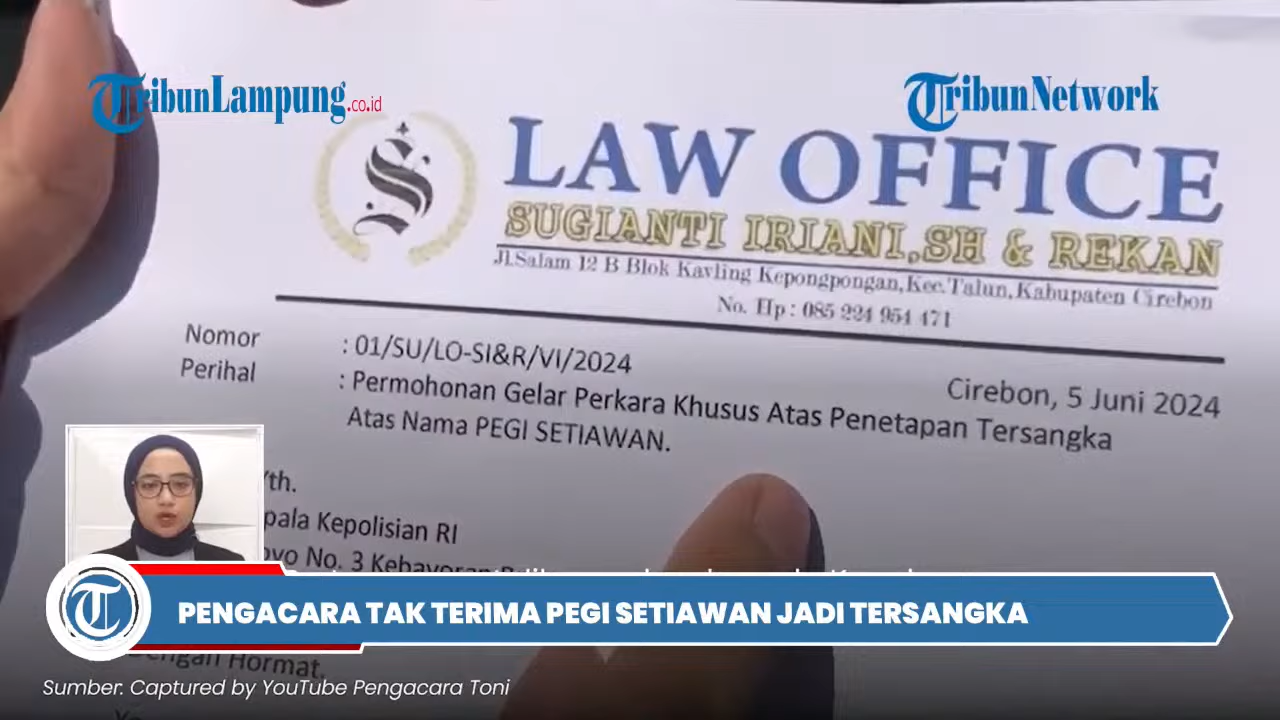 TribunLampung.co.id
TribunNetwork
LAW OFFICE
SUGIANTI IRIANI,SH & REKAN
Jl.Salam 12 B Blok Kavling Kepongpongan,Kec.Talun,Kabupaten Cirebon
No. Hp : 085 224 954 471
Nomor : 01/SU/LO-SI&R/VI/2024
Cirebon, 5 Juni 2024
Perihal : Permohonan Gelar Perkara Khusus Atas Penetapan Tersangka
Atas Nama PEGI SETIAWAN.
Yth.
pala Kepolisian RI
No. 3 Kebayoran
PENGACARA TAK TERIMA PEGI SETIAWAN JADI TERSANGKA
Dengan Hormat,
Sumber: Captured by YouTube Pengacara Toni